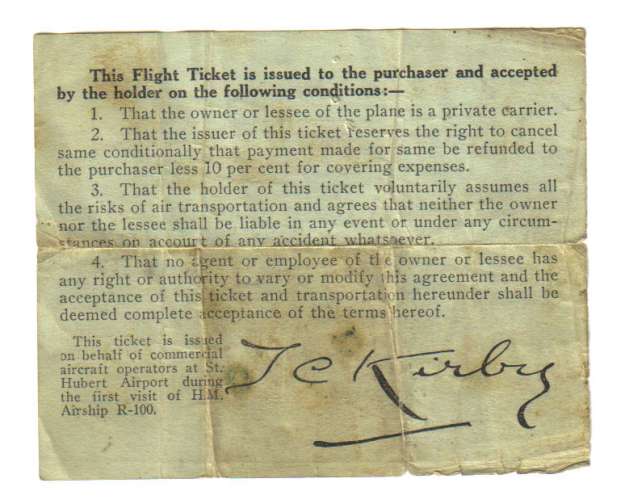 This Flight Ticket is issued to the purchaser and accepted
by the holder on the following conditions:—
1. That the owner or lessee of the plane is a private carrier.
2. That the issuer of this ticket reserves the right to cancel
same conditionally that payment made for same be refunded to
the purchaser less 10 per cent for covering expenses.
3. That the holder of this ticket voluntarily assumes all
the risks of air transportation and agrees that neither the owner
nor the lessee shall be liable in any event or under any circum-
stances on account of any accident whatsoever.
4. That no agent or employee of the owner or lessee has
any right or authority to vary or modify this agreement and the
acceptance of this ticket and transportation hereunder shall be
deemed complete acceptance of the terms hereof.
This ticket is issued
on behalf of commercial
aircraft operators at St.
Hubert Airport during
the first visit of H.M.
Airship R-100.
T C Kirby